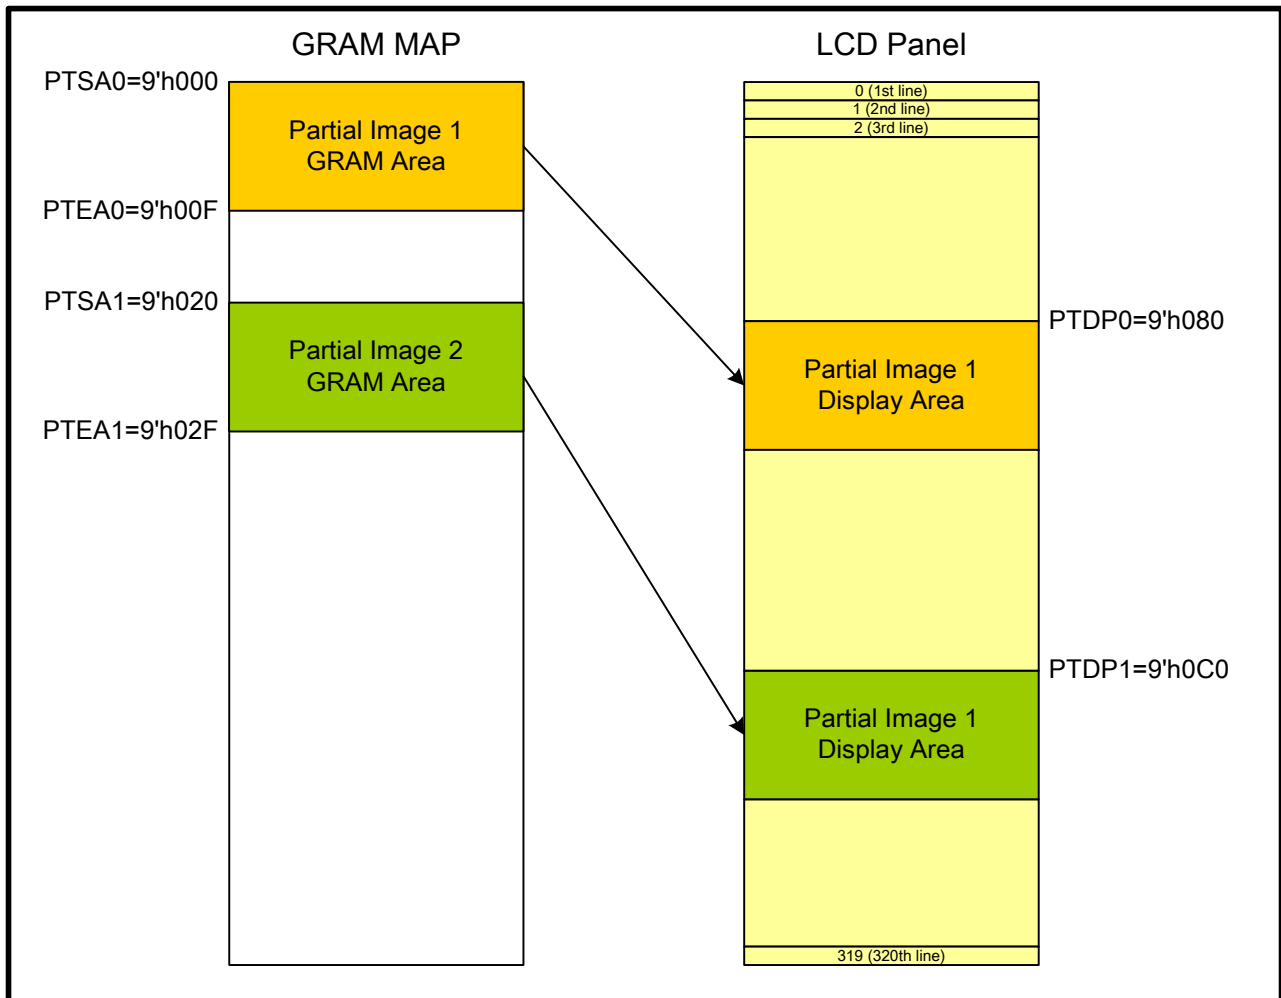 GRAM MAP
LCD Panel
PTSA0=9'h000
0 (1st line)
1 (2nd line)
2 (3rd line)
Partial Image 1
GRAM Area
PTEA0=9'h00F
PTSA1=9'h020
PTDP0=9'h080
Partial Image 2
GRAM Area
Partial Image 1
Display Area
PTEA1=9'h02F
PTDP1=9'h0C0
Partial Image 1
Display Area
319 (320th line)